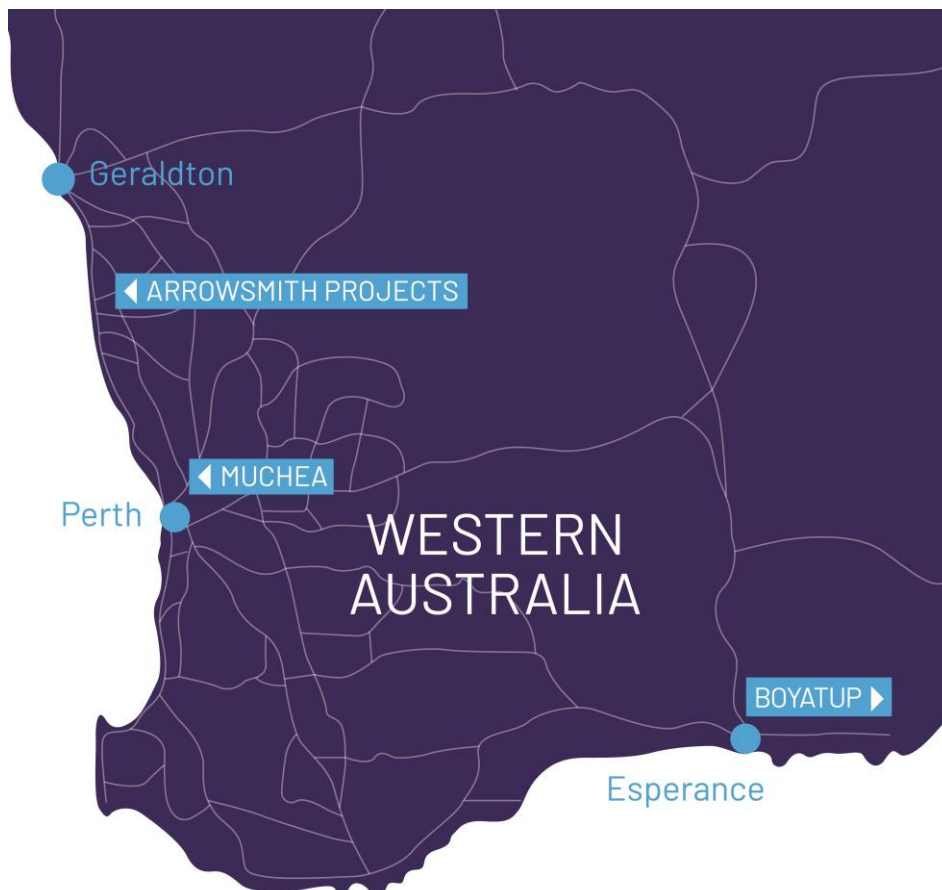 Geraldton
ARROWSMITH PROJECTS
MUCHEA
Perth
WESTERN
AUSTRALIA
BOYATUP
Esperance